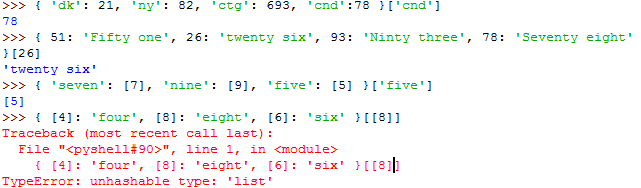 >>> { 'dk': 21, 'ny': 82, 'ctg': 693, 'cnd':78 }['cnd']
78
>>> { 51: 'Fifty one', 26: 'twenty six', 93: 'Ninty three', 78: 'Seventy eight'
}[26]
'twenty six'
>>> { 'seven': [7], 'nine': [9], 'five': [5] }['five']
[5]
>>> { [4]: 'four', [8]: 'eight', [6]: 'six' }[[8]]
Traceback (most recent call last):
  File "<pyshell#90>", line 1, in <module>
    { [4]: 'four', [8]: 'eight', [6]: 'six' }[[8]]
TypeError: unhashable type: 'list'